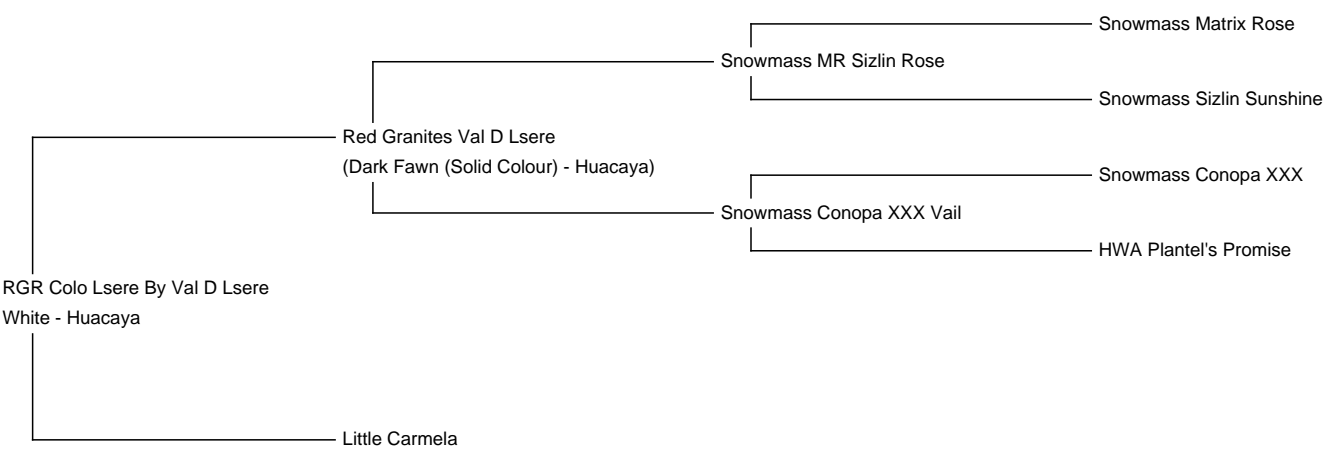 Snowmass Matrix Rose
Snowmass MR Sizlin Rose
Snowmass Sizlin Sunshine
Red Granites Val D Lsere
(Dark Fawn (Solid Colour) - Huacaya)
Snowmass Conopa XXX
Snowmass Conopa XXX Vail
HWA Plantel's Promise
RGR Colo Lsere By Val D Lsere
White - Huacaya
Little Carmela